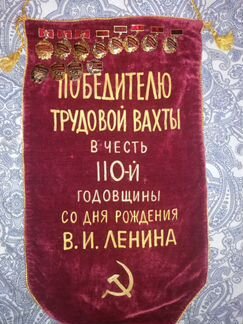 ПОБЕДИТЕЛЮ
ТРУДОВОЙ ВАХТЫ
В ЧЕСТЬ
110-Й
ГОДОВЩИНЫ
СО ДНЯ РОЖДЕНИЯ
В.И. ЛЕНИНА